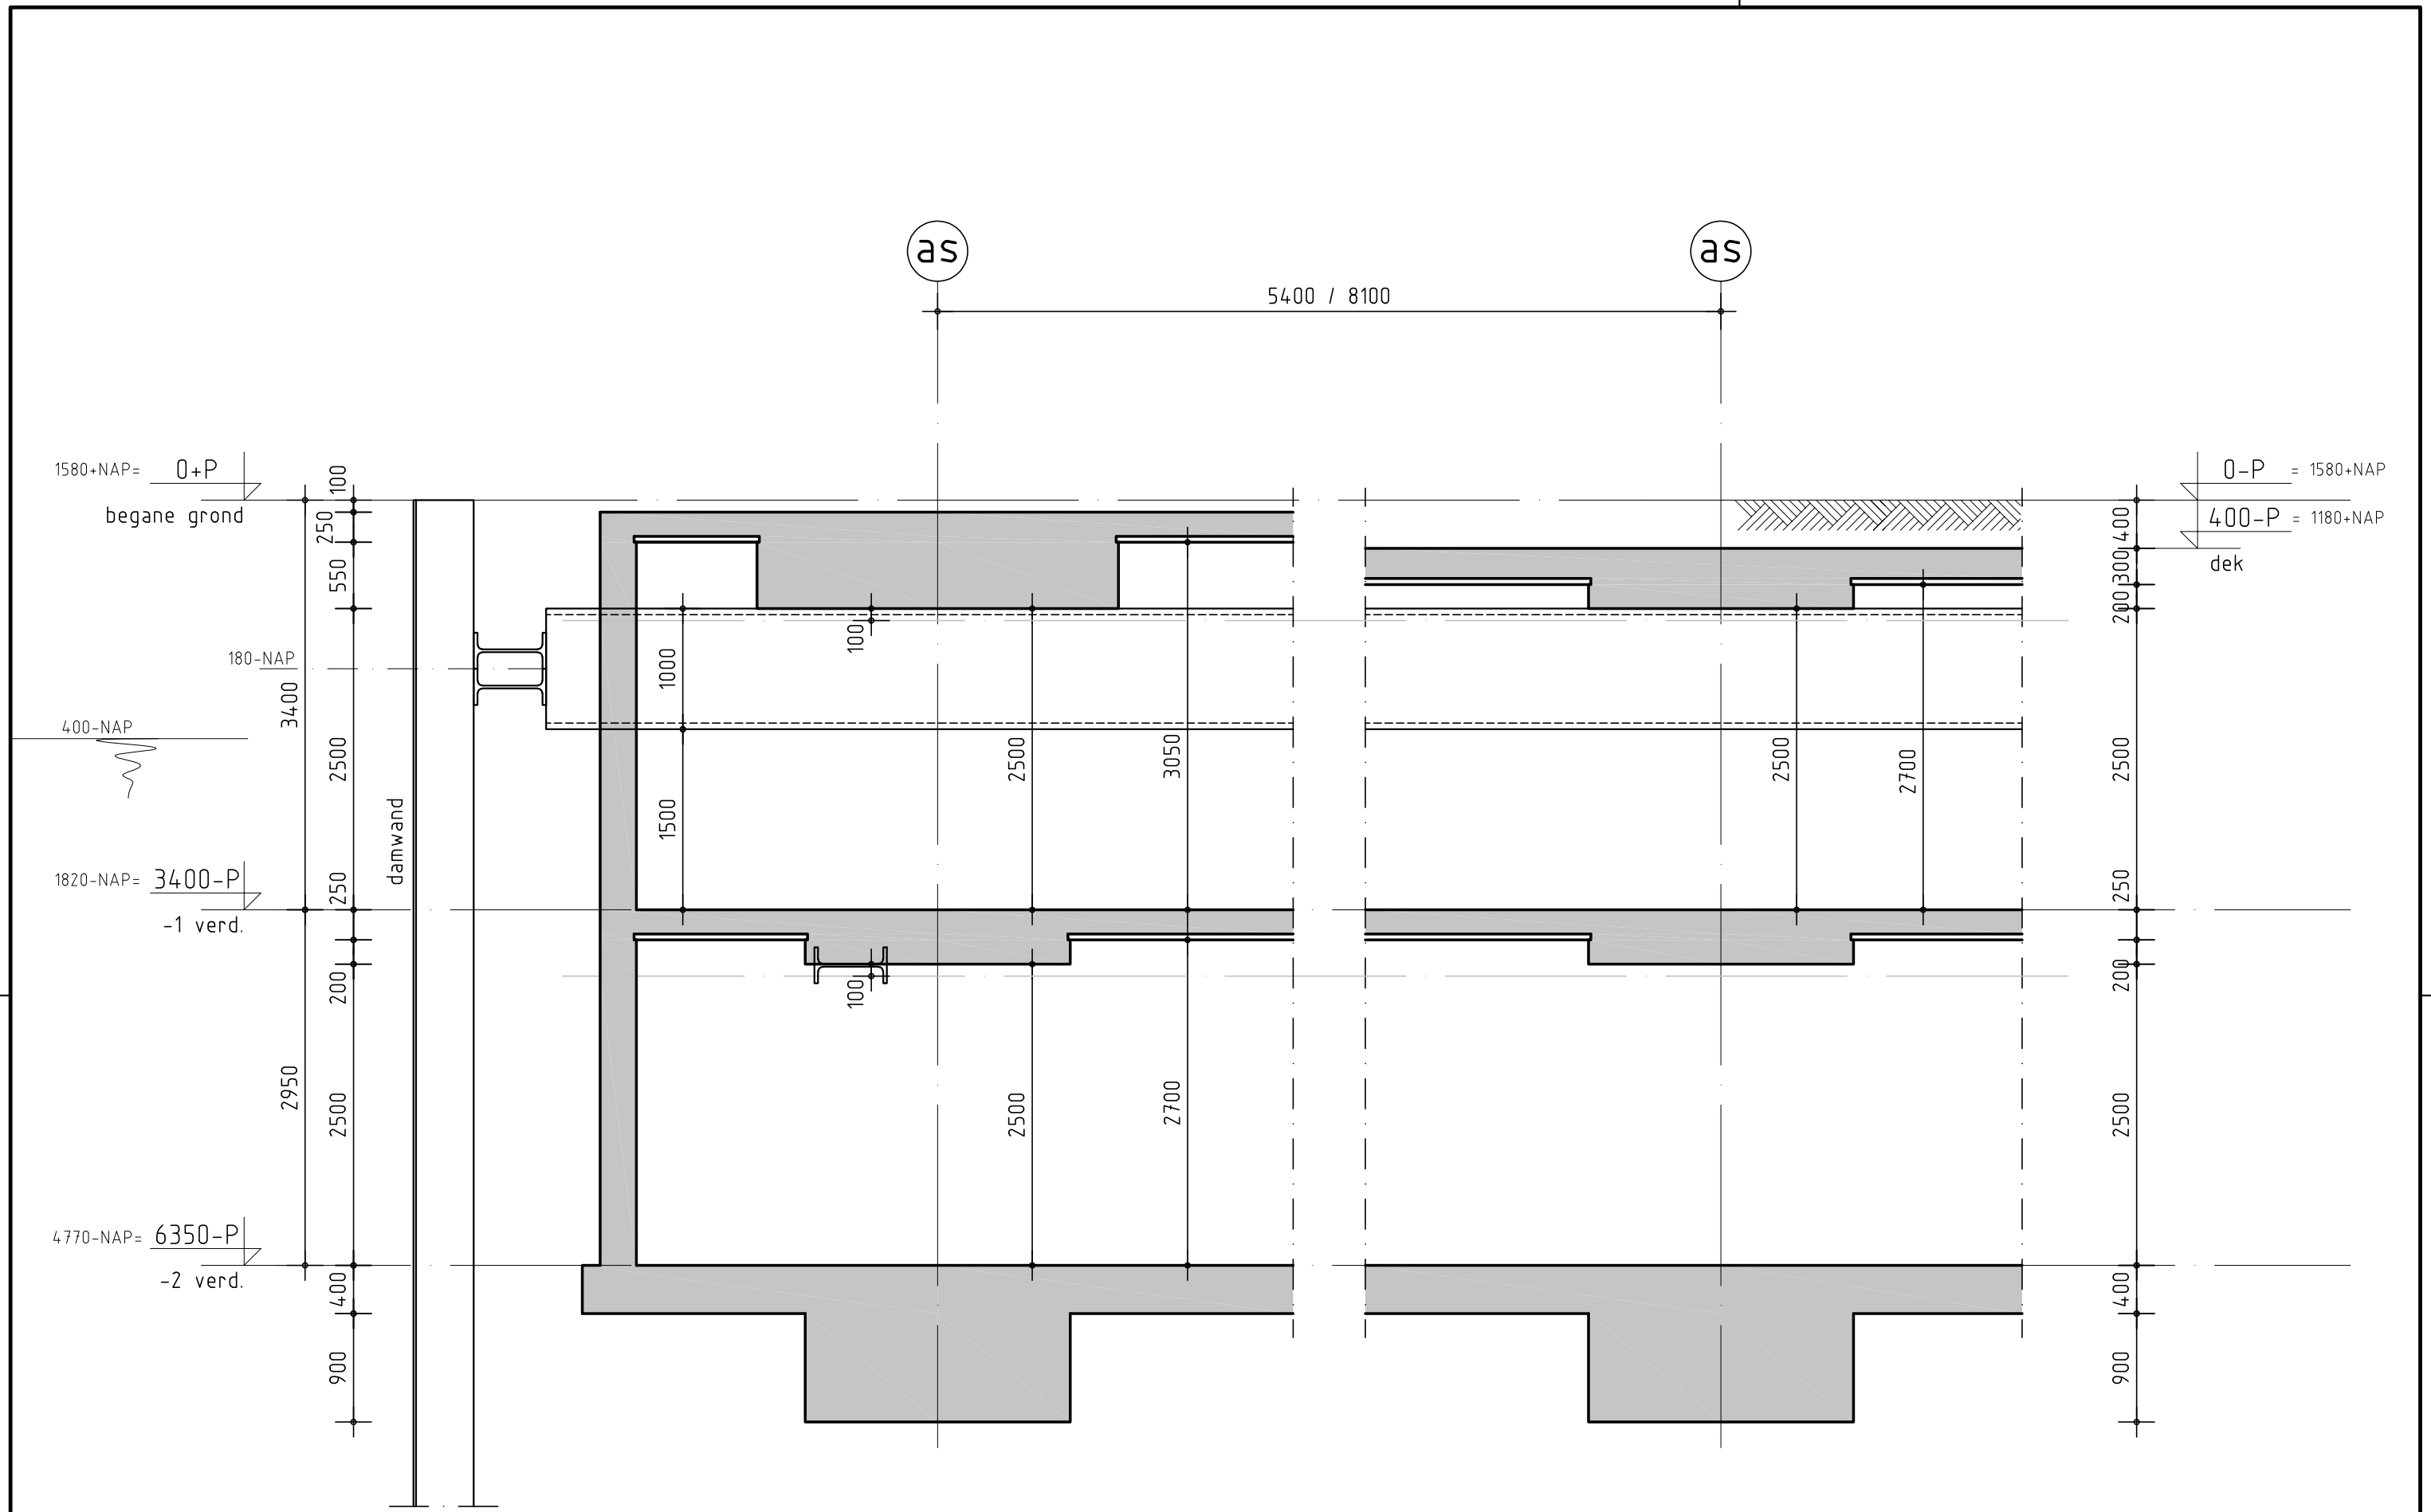 as
as
5400 / 8100
1580+NAP=
0+P
begane grond
0-P
= 1580+NAP
400-P
= 1180+NAP
dek
100
250
550
3400
2500
250
200
2950
2500
400
900
180-NAP
400-NAP
1820-NAP=
3400-P
-1 verd.
4770-NAP=
6350-P
-2 verd.
damwand
1000
1500
100
2500
3050
2500
2700
100
2500
2700
400
300
200
2500
250
200
2500
400
900